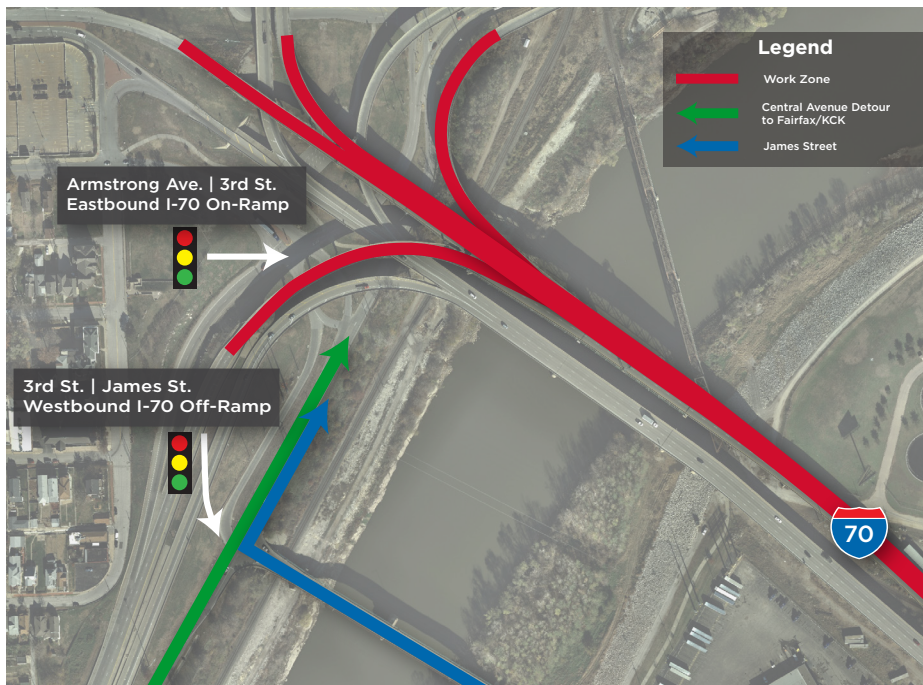 Legend
Work Zone
Central Avenue Detour
to Fairfax/KCK
James Street
Armstrong Ave. | 3rd St.
Eastbound I-70 On-Ramp
3rd St. | James St.
Westbound I-70 Off-Ramp
70